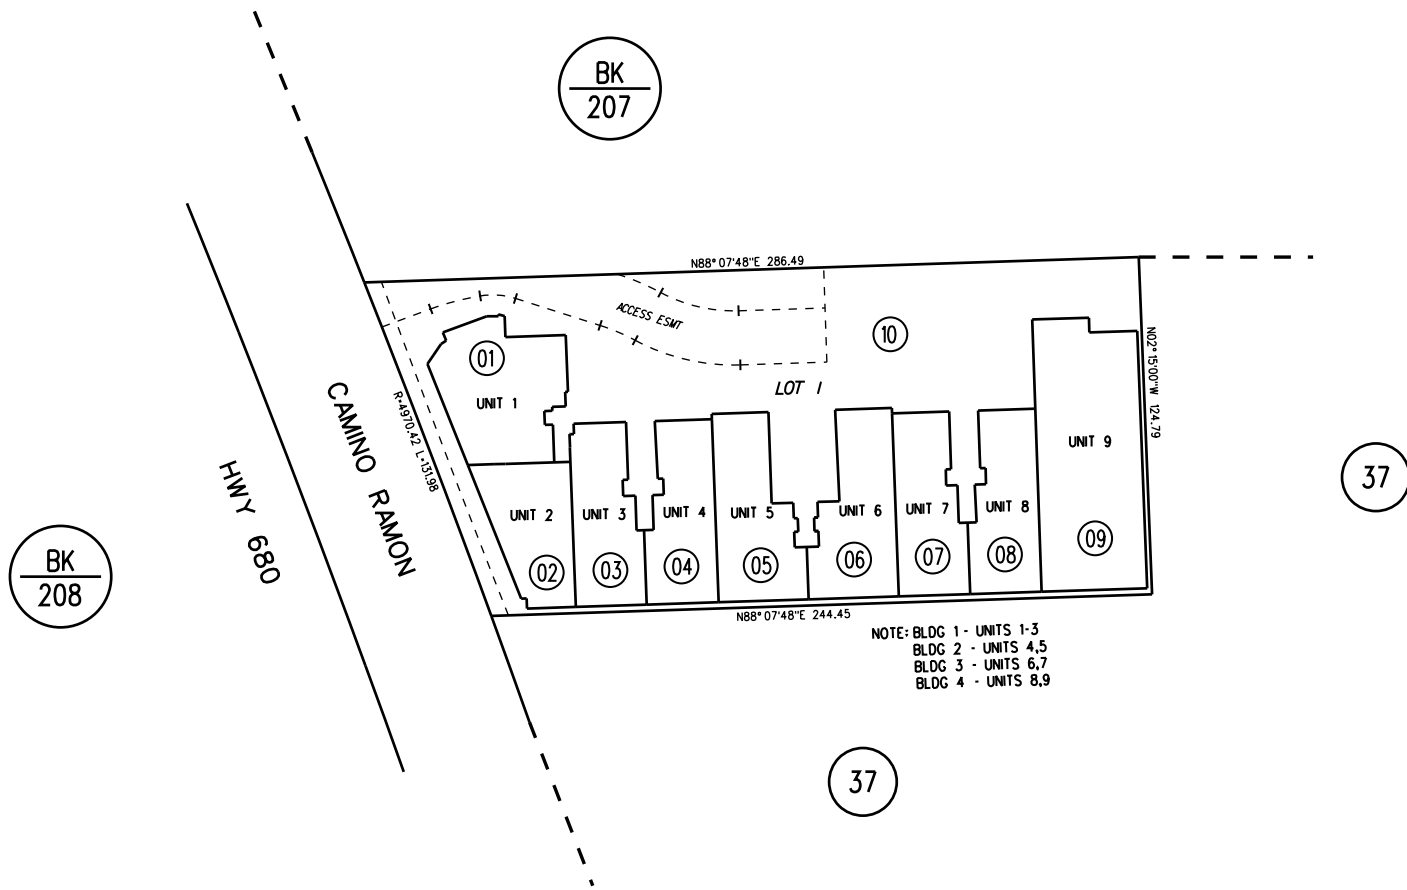 BK
207
N88°07'48"E 286.49
ACCESS ESMT
10
01
LOT 1
UNIT 1
N02°15'00"W 124.79
R=4970.42 L=131.98
CAMINO RAMON
HWY 680
UNIT 9
37
UNIT 2
UNIT 3
UNIT 4
UNIT 5
UNIT 6
UNIT 7
UNIT 8
02
03
04
05
06
07
08
09
BK
208
N88°07'48"E 244.45
NOTE: BLDG 1 - UNITS 1-3
BLDG 2 - UNITS 4,5
BLDG 3 - UNITS 6,7
BLDG 4 - UNITS 8,9
37